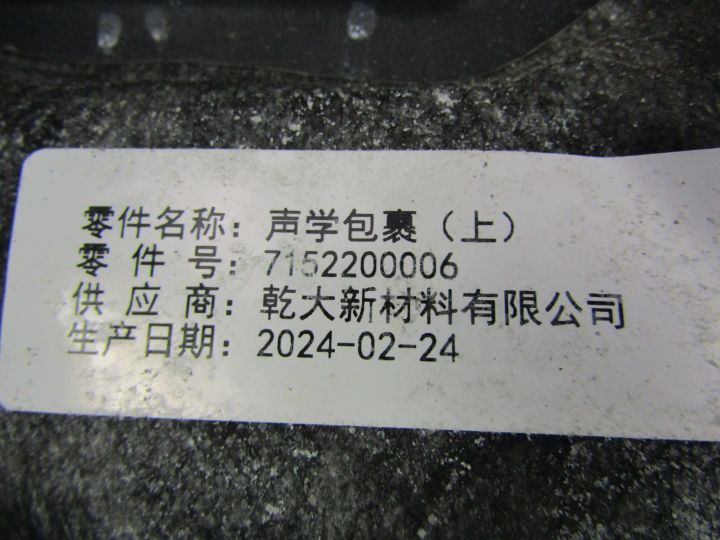 零件名称：声学包裹（上）
零 件 号：7152200006
供 应 商：乾大新材料有限公司
生产日期：2024-02-24